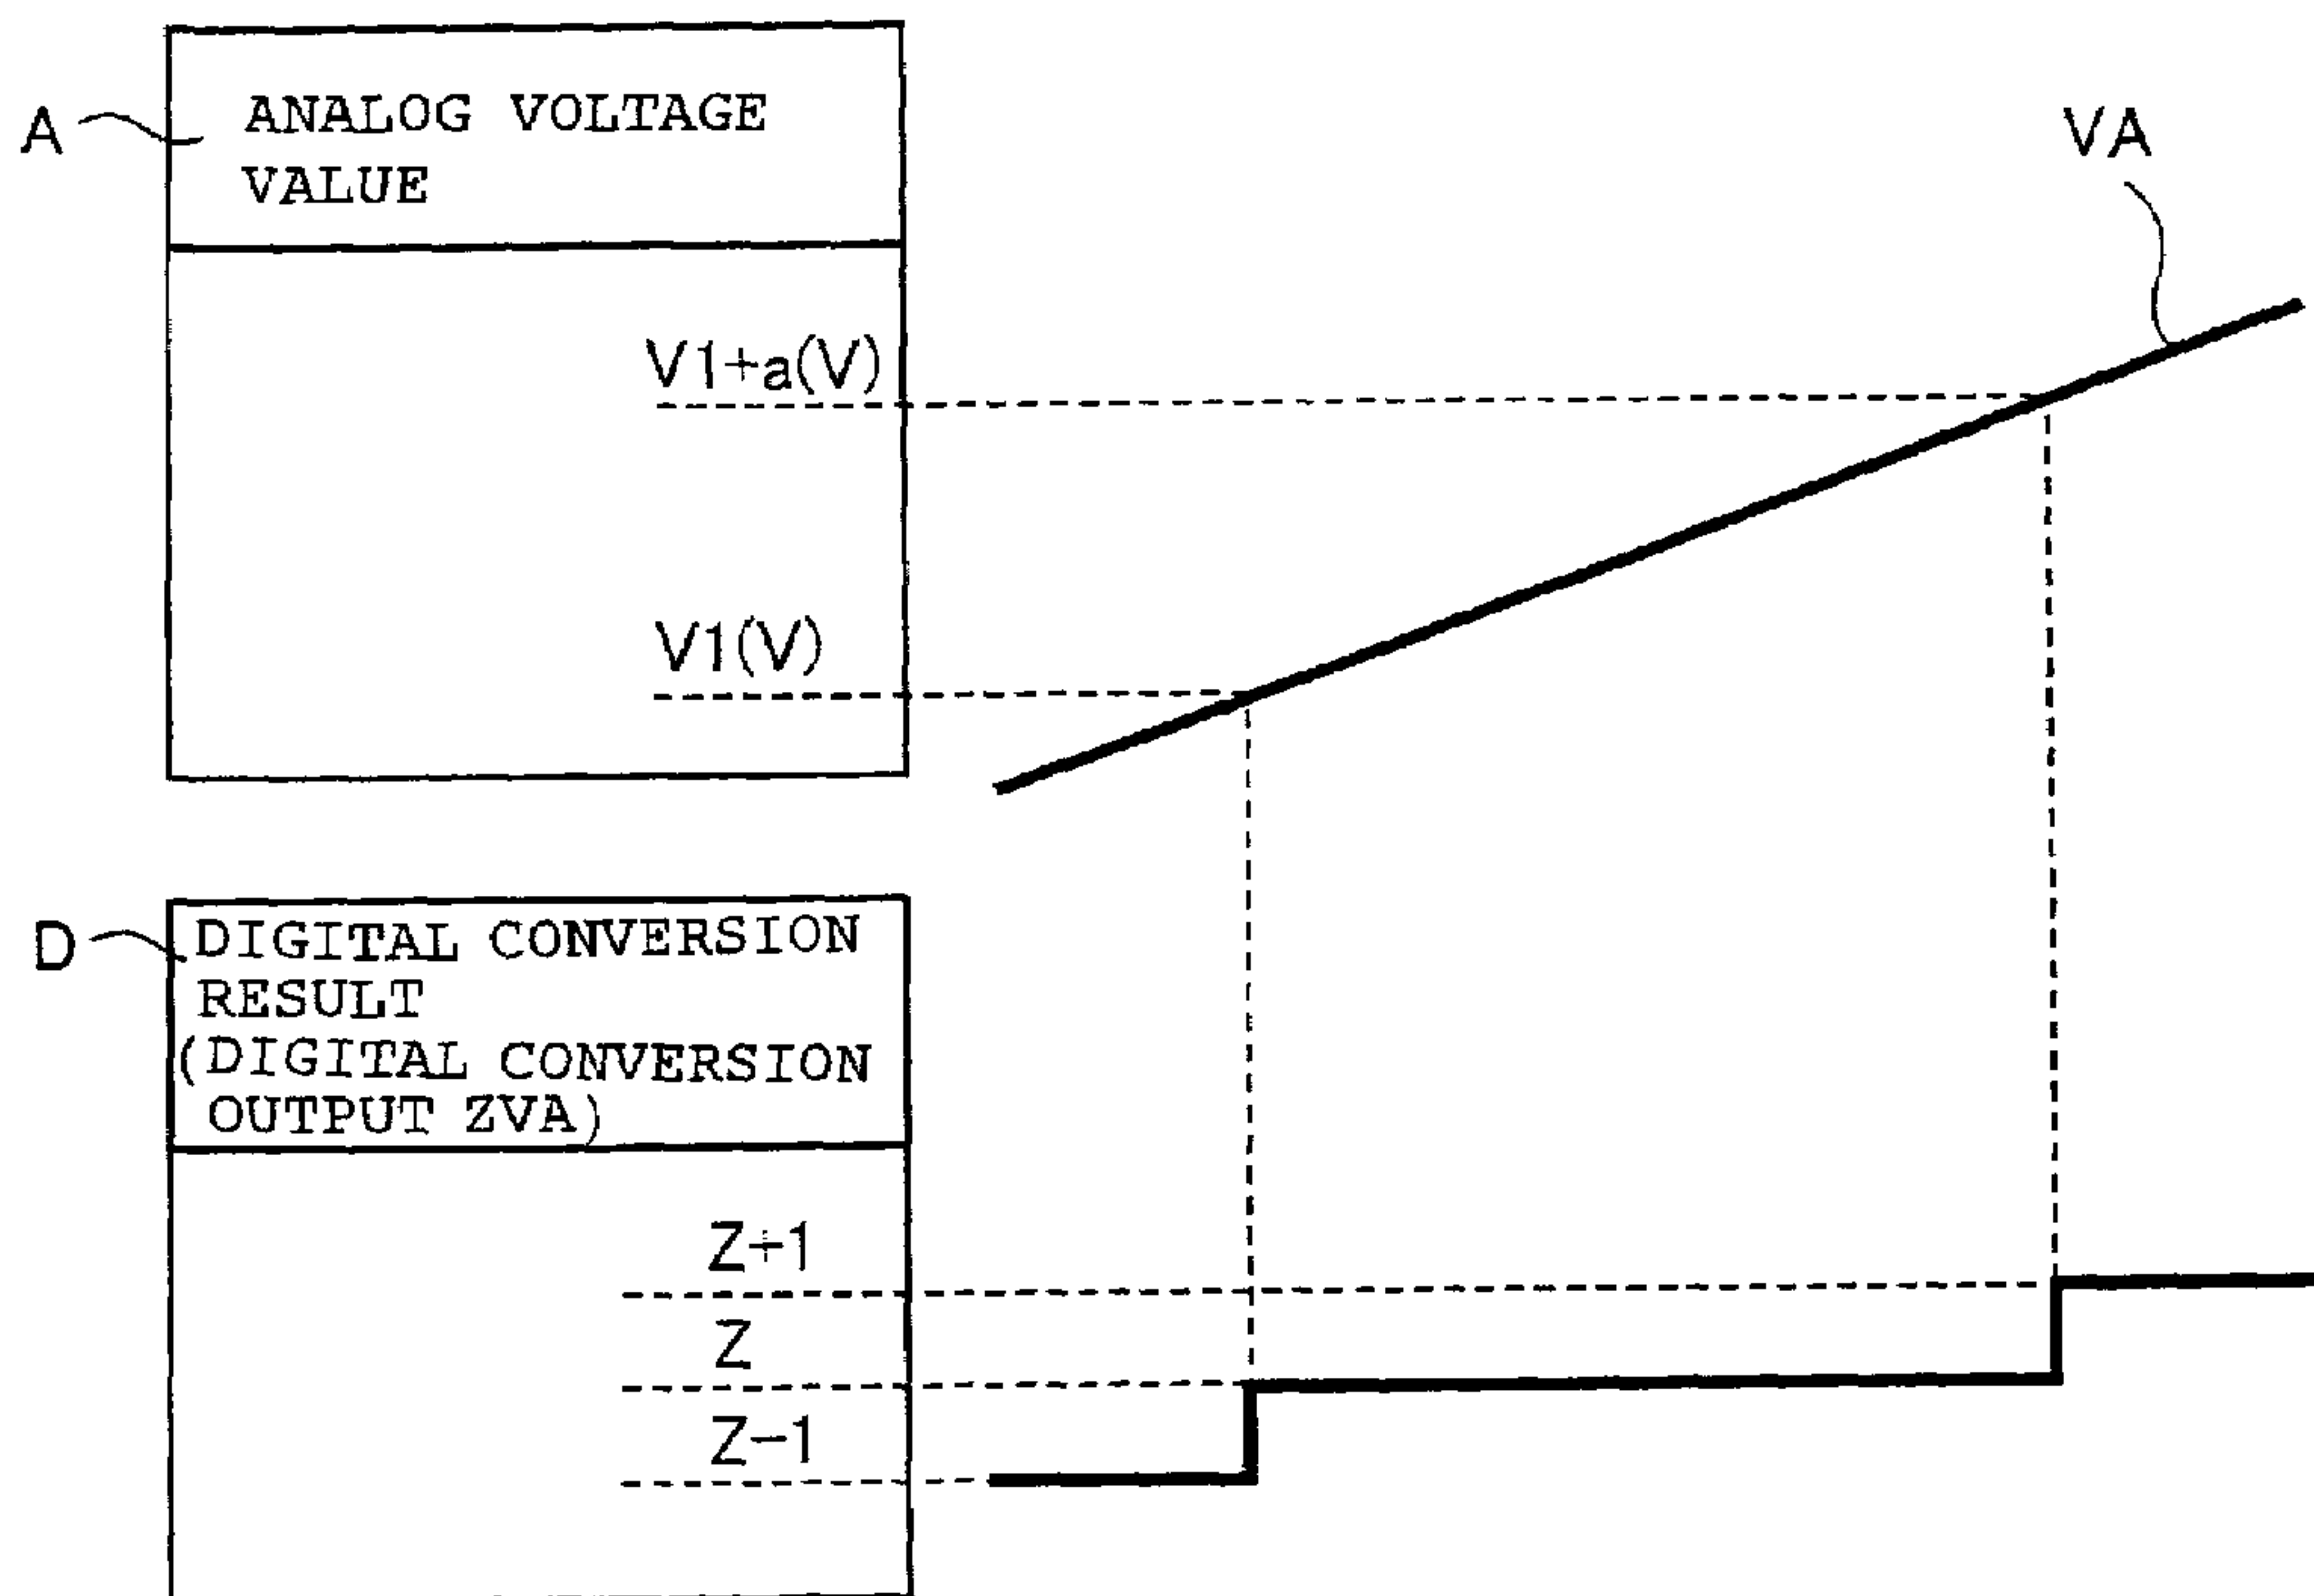 A
ANALOG VOLTAGE
VALUE
VA
V1+a(V)
V1(V)
D
DIGITAL CONVERSION
RESULT
(DIGITAL CONVERSION
OUTPUT ZVA)
Z+1
Z
Z-1